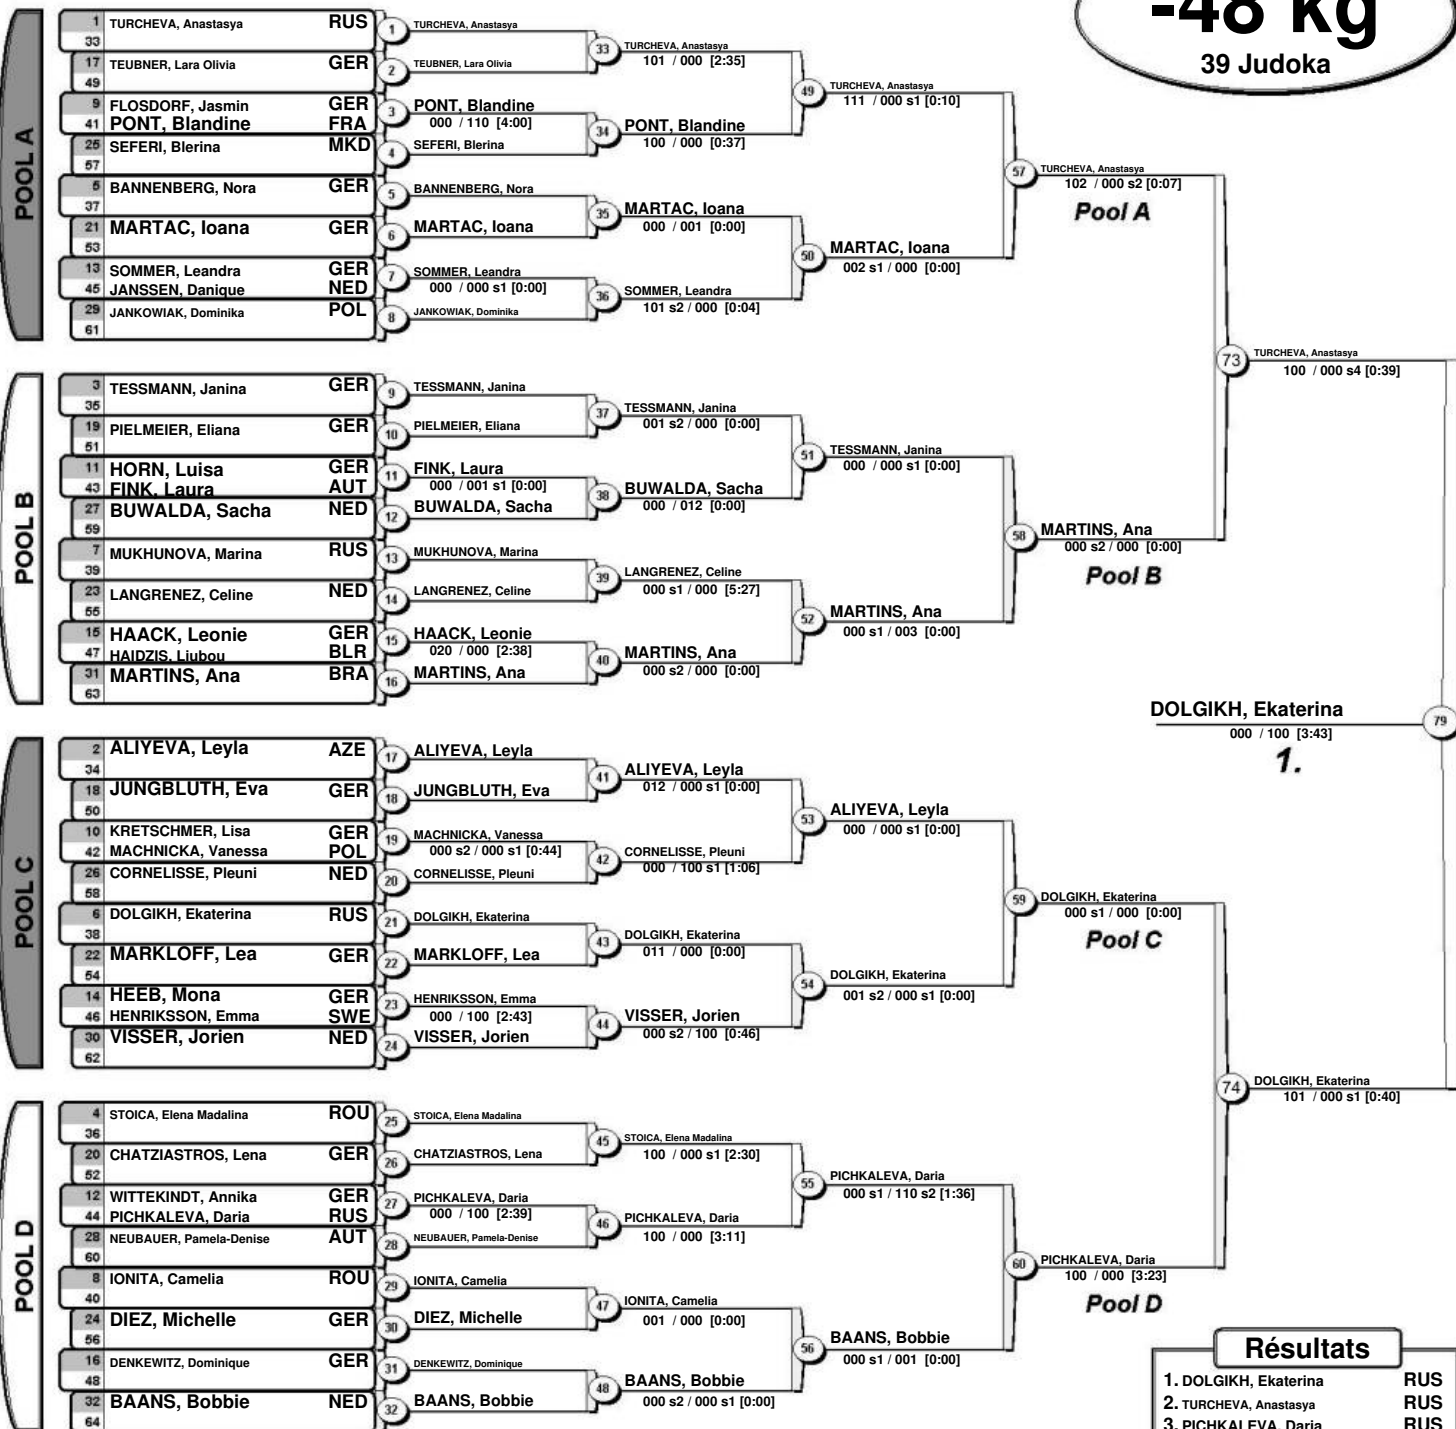 -48 kg
39 Judoka
POOL A
1 TURCHEVA, Anastasya RUS
33
17 TEUBNER, Lara Olivia GER
49
9 FLOSDORF, Jasmin GER
41 PONT, Blandine FRA
25 SEFERI, Blerina MKD
57
5 BANNENBERG, Nora GER
37
21 MARTAC, Ioana GER
53
13 SOMMER, Leandra GER
45 JANSSEN, Danique NED
29 JANKOWIAK, Dominika POL
61
1 TURCHEVA, Anastasya
2 TEUBNER, Lara Olivia
3 PONT, Blandine
000 / 110 [4:00]
4 SEFERI, Blerina
5 BANNENBERG, Nora
6 MARTAC, Ioana
7 SOMMER, Leandra
000 / 000 s1 [0:00]
8 JANKOWIAK, Dominika
33 TURCHEVA, Anastasya
101 / 000 [2:35]
34 PONT, Blandine
100 / 000 [0:37]
35 MARTAC, Ioana
000 / 001 [0:00]
36 SOMMER, Leandra
101 s2 / 000 [0:04]
49 TURCHEVA, Anastasya
111 / 000 s1 [0:10]
50 MARTAC, Ioana
002 s1 / 000 [0:00]
57 TURCHEVA, Anastasya
102 / 000 s2 [0:07]
Pool A
POOL B
3 TESSMANN, Janina GER
35
19 PIELMEIER, Eliana GER
51
11 HORN, Luisa GER
43 FINK, Laura AUT
27 BUWALDA, Sacha NED
59
7 MUKHUNOVA, Marina RUS
39
23 LANGRENEZ, Celine NED
55
15 HAACK, Leonie GER
47 HAIDZIS, Liubou BLR
31 MARTINS, Ana BRA
63
9 TESSMANN, Janina
10 PIELMEIER, Eliana
11 FINK, Laura
000 / 001 s1 [0:00]
12 BUWALDA, Sacha
13 MUKHUNOVA, Marina
14 LANGRENEZ, Celine
15 HAACK, Leonie
020 / 000 [2:38]
16 MARTINS, Ana
37 TESSMANN, Janina
001 s2 / 000 [0:00]
38 BUWALDA, Sacha
000 / 012 [0:00]
39 LANGRENEZ, Celine
000 s1 / 000 [5:27]
40 MARTINS, Ana
000 s2 / 000 [0:00]
51 TESSMANN, Janina
000 / 000 s1 [0:00]
52 MARTINS, Ana
000 s1 / 003 [0:00]
58 MARTINS, Ana
000 s2 / 000 [0:00]
Pool B
73 TURCHEVA, Anastasya
100 / 000 s4 [0:39]
DOLGIKH, Ekaterina 79
000 / 100 [3:43]
1.
POOL C
2 ALIYEVA, Leyla AZE
34
18 JUNGBLUTH, Eva GER
50
10 KRETSCHMER, Lisa GER
42 MACHNICKA, Vanessa POL
26 CORNELISSE, Pleuni NED
58
6 DOLGIKH, Ekaterina RUS
38
22 MARKLOFF, Lea GER
54
14 HEEB, Mona GER
46 HENRIKSSON, Emma SWE
30 VISSER, Jorien NED
62
17 ALIYEVA, Leyla
18 JUNGBLUTH, Eva
19 MACHNICKA, Vanessa
000 s2 / 000 s1 [0:44]
20 CORNELISSE, Pleuni
21 DOLGIKH, Ekaterina
22 MARKLOFF, Lea
23 HENRIKSSON, Emma
000 / 100 [2:43]
24 VISSER, Jorien
41 ALIYEVA, Leyla
012 / 000 s1 [0:00]
42 CORNELISSE, Pleuni
000 / 100 s1 [1:06]
43 DOLGIKH, Ekaterina
011 / 000 [0:00]
44 VISSER, Jorien
000 s2 / 100 [0:46]
53 ALIYEVA, Leyla
000 / 000 s1 [0:00]
54 DOLGIKH, Ekaterina
001 s2 / 000 s1 [0:00]
59 DOLGIKH, Ekaterina
000 s1 / 000 [0:00]
Pool C
74 DOLGIKH, Ekaterina
101 / 000 s1 [0:40]
POOL D
4 STOICA, Elena Madalina ROU
36
20 CHATZIASTROS, Lena GER
52
12 WITTEKINDT, Annika GER
44 PICHKALEVA, Daria RUS
28 NEUBAUER, Pamela-Denise AUT
60
8 IONITA, Camelia ROU
40
24 DIEZ, Michelle GER
56
16 DENKEWITZ, Dominique GER
48
32 BAANS, Bobbie NED
64
25 STOICA, Elena Madalina
26 CHATZIASTROS, Lena
27 PICHKALEVA, Daria
000 / 100 [2:39]
28 NEUBAUER, Pamela-Denise
29 IONITA, Camelia
30 DIEZ, Michelle
31 DENKEWITZ, Dominique
32 BAANS, Bobbie
45 STOICA, Elena Madalina
100 / 000 s1 [2:30]
46 PICHKALEVA, Daria
100 / 000 [3:11]
47 IONITA, Camelia
001 / 000 [0:00]
48 BAANS, Bobbie
000 s2 / 000 s1 [0:00]
55 PICHKALEVA, Daria
000 s1 / 110 s2 [1:36]
56 BAANS, Bobbie
000 s1 / 001 [0:00]
60 PICHKALEVA, Daria
100 / 000 [3:23]
Pool D
Résultats
1. DOLGIKH, Ekaterina RUS
2. TURCHEVA, Anastasya RUS
3. PICHKALEVA, Daria RUS